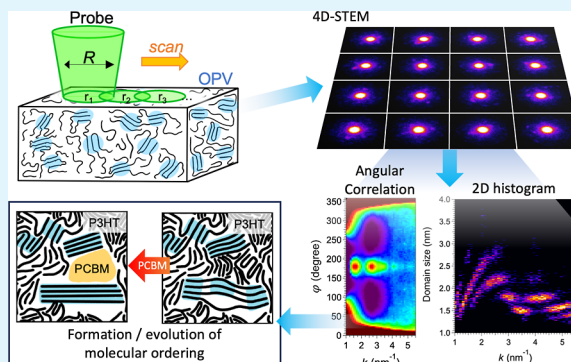 Probe
R
scan
OPV
r1 r2 r3 ...
4D-STEM
Angular
Correlation
φ (degree)
350
300
250
200
150
100
50
0
1 2 3 4 5
k (nm-1)
2D histogram
Domain size (nm)
4.0
3.5
3.0
2.5
2.0
1.5
1.0
1 2 3 4 5
k (nm-1)
P3HT
PCBM
PCBM
P3HT
Formation / evolution of
molecular ordering